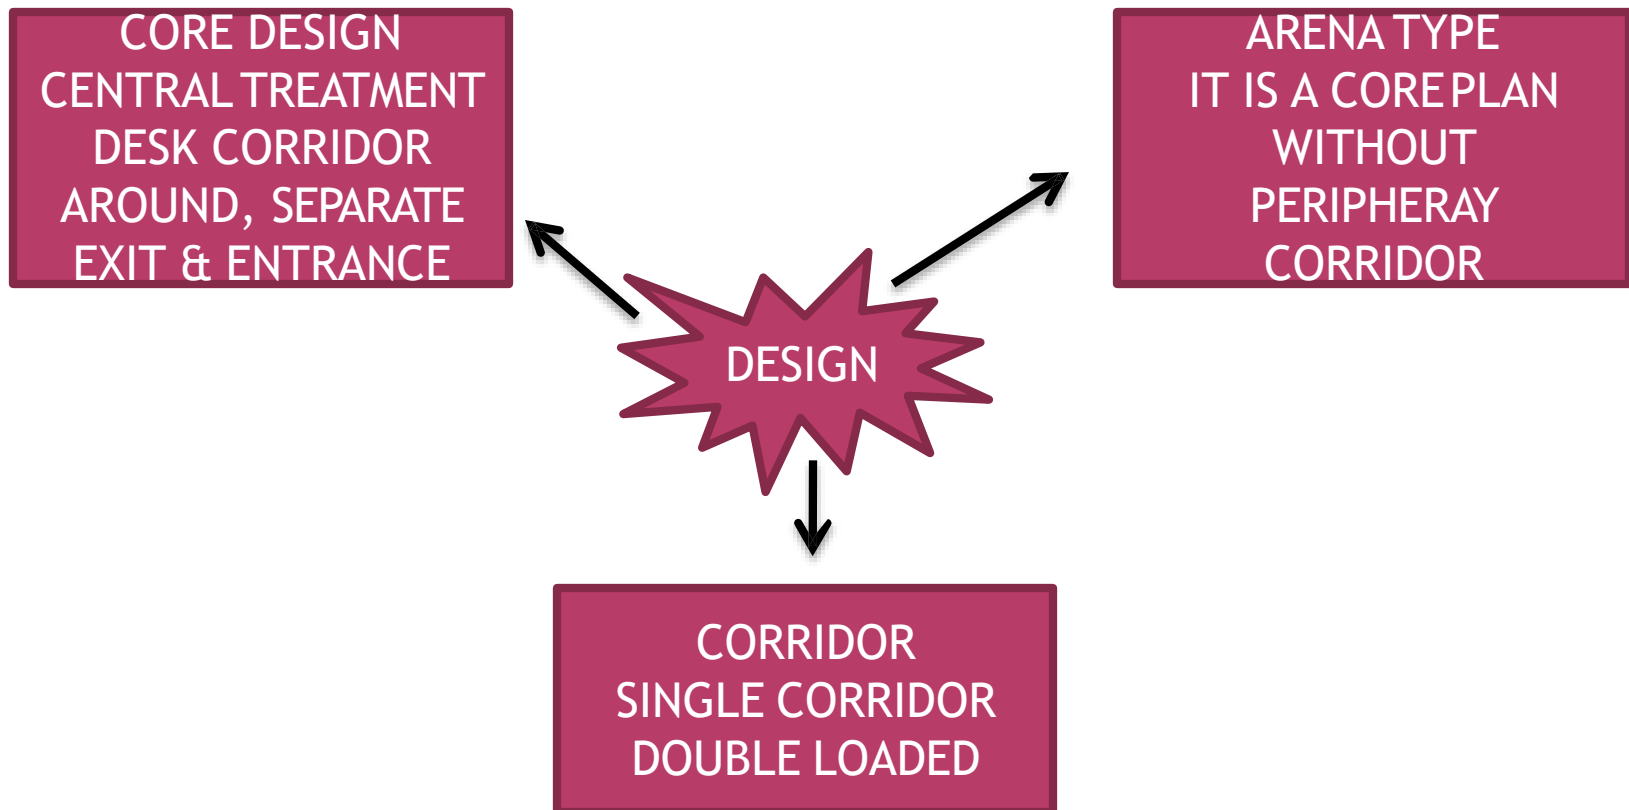 CORE DESIGN
CENTRAL TREATMENT
DESK CORRIDOR
AROUND, SEPARATE
EXIT & ENTRANCE
ARENA TYPE
IT IS A CORE PLAN
WITHOUT
PERIPHERAY
CORRIDOR
DESIGN
CORRIDOR
SINGLE CORRIDOR
DOUBLE LOADED